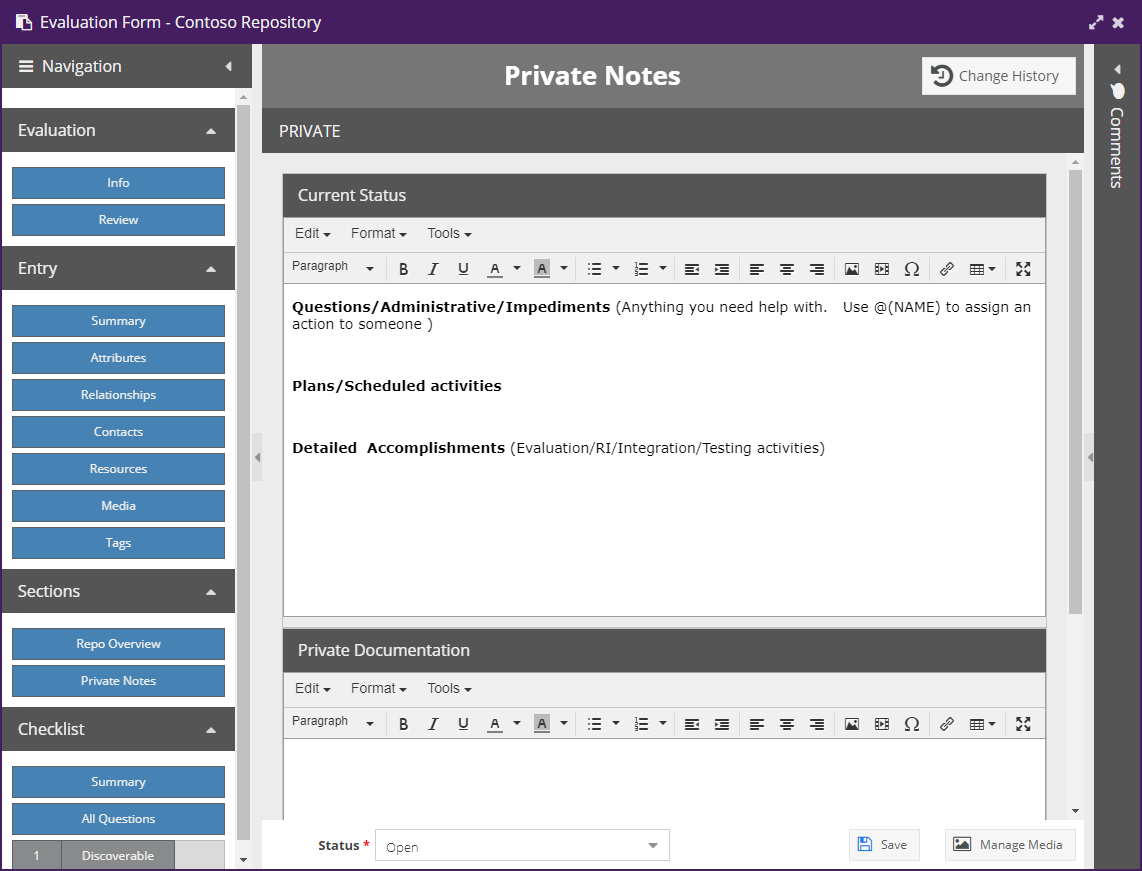 Evaluation Form - Contoso Repository
Navigation
Evaluation
Info
Review
Entry
Summary
Attributes
Relationships
Contacts
Resources
Media
Tags
Sections
Repo Overview
Private Notes
Checklist
Summary
All Questions
1 Discoverable
Private Notes
Change History
PRIVATE
Current Status
Edit Format Tools
Paragraph B I U A A Ω
Questions/Administrative/Impediments (Anything you need help with. Use @(NAME) to assign an
action to someone )
Plans/Scheduled activities
Detailed Accomplishments (Evaluation/RI/Integration/Testing activities)
Private Documentation
Edit Format Tools
Paragraph B I U A A Ω
Status * Open
Save
Manage Media
Comments